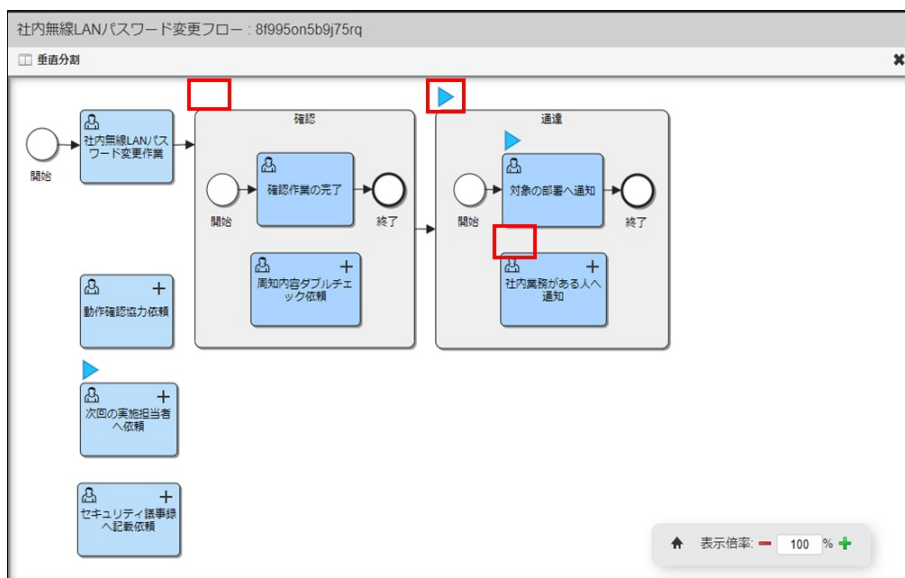 社内無線LANパスワード変更フロー : 8f995on5b9j75rq
垂直分割
確認
通達
社内無線LANパス
ワード変更作業
開始
確認作業の完了
開始
終了
対象の部署へ通知
開始
終了
周知内容ダブルチェ
ック依頼
社内業務がある人へ
通知
動作確認協力依頼
次回の実施担当者
へ依頼
セキュリティ議事録
へ記載依頼
表示倍率: 100 %